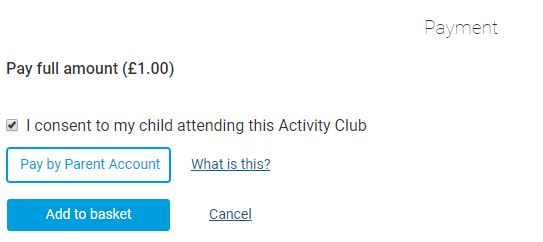 Payment
Pay full amount (£1.00)
I consent to my child attending this Activity Club
Pay by Parent Account What is this?
Add to basket Cancel